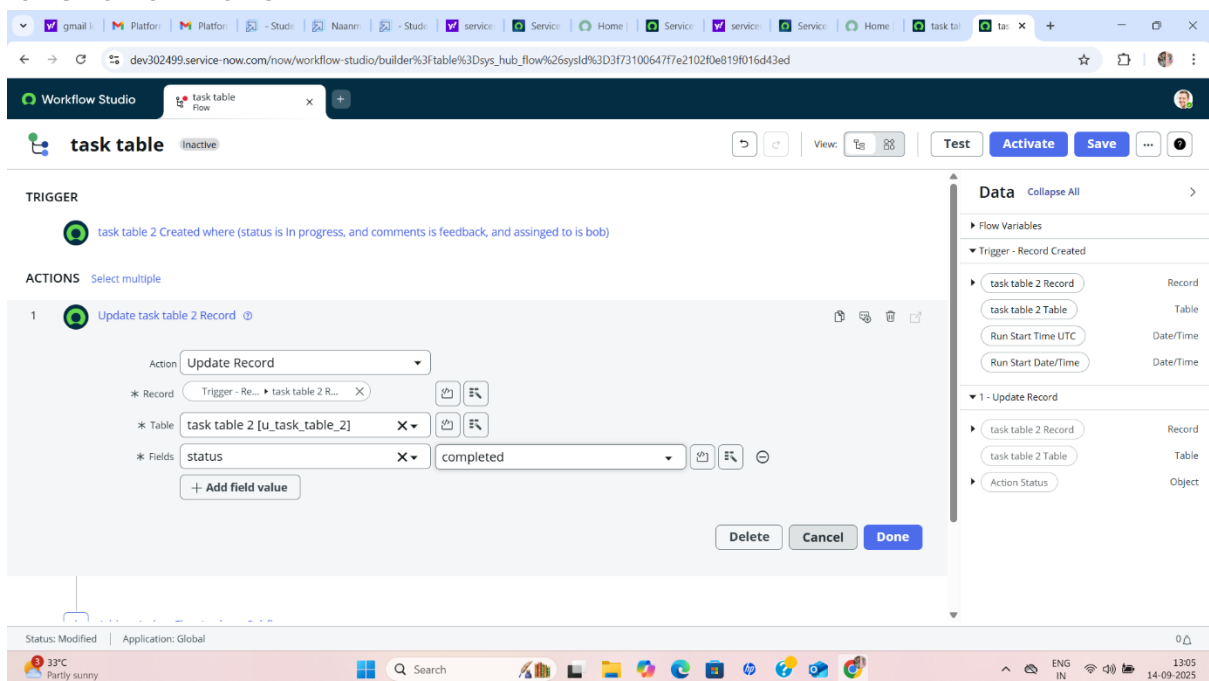 gmail l Platfor Platfor - Stude Naanm - Stude service Service Home Service service Service Home task tal tas
dev302499.service-now.com/now/workflow-studio/builder%3Ftable%3Dsys_hub_flow%26sysId%3D3f73100647f7e2102f0e819f016d43ed
Workflow Studio task table
Flow
task table Inactive View: Test Activate Save
TRIGGER
task table 2 Created where (status is In progress, and comments is feedback, and assinged to is bob)
ACTIONS Select multiple
1 Update task table 2 Record
Action Update Record
* Record Trigger - Re... ▸ task table 2 R...
* Table task table 2 [u_task_table_2]
* Fields status completed
+ Add field value
Delete Cancel Done
Data Collapse All
Flow Variables
Trigger - Record Created
task table 2 Record Record
task table 2 Table Table
Run Start Time UTC Date/Time
Run Start Date/Time Date/Time
1 - Update Record
task table 2 Record Record
task table 2 Table Table
Action Status Object
Status: Modified Application: Global 0
3 33°C
Partly sunny
Search
ENG
IN
13:05
14-09-2025